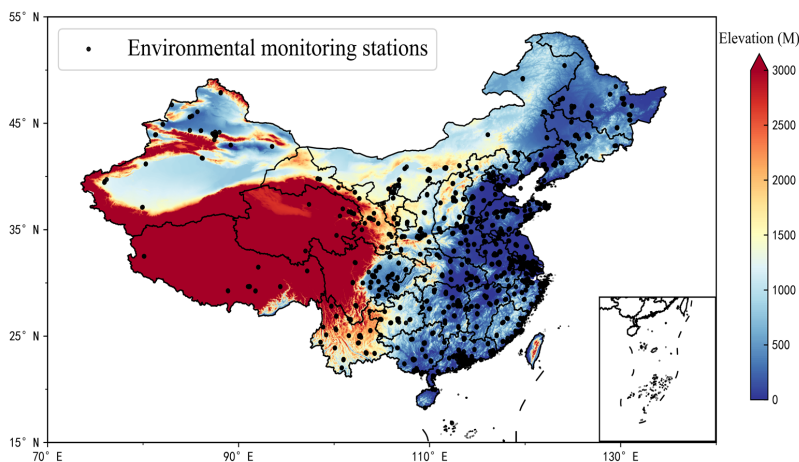 55° N
Environmental monitoring stations
Elevation (M)
3000
45° N
2500
2000
35° N
1500
1000
25° N
500
0
15° N
70° E
90° E
110° E
130° E